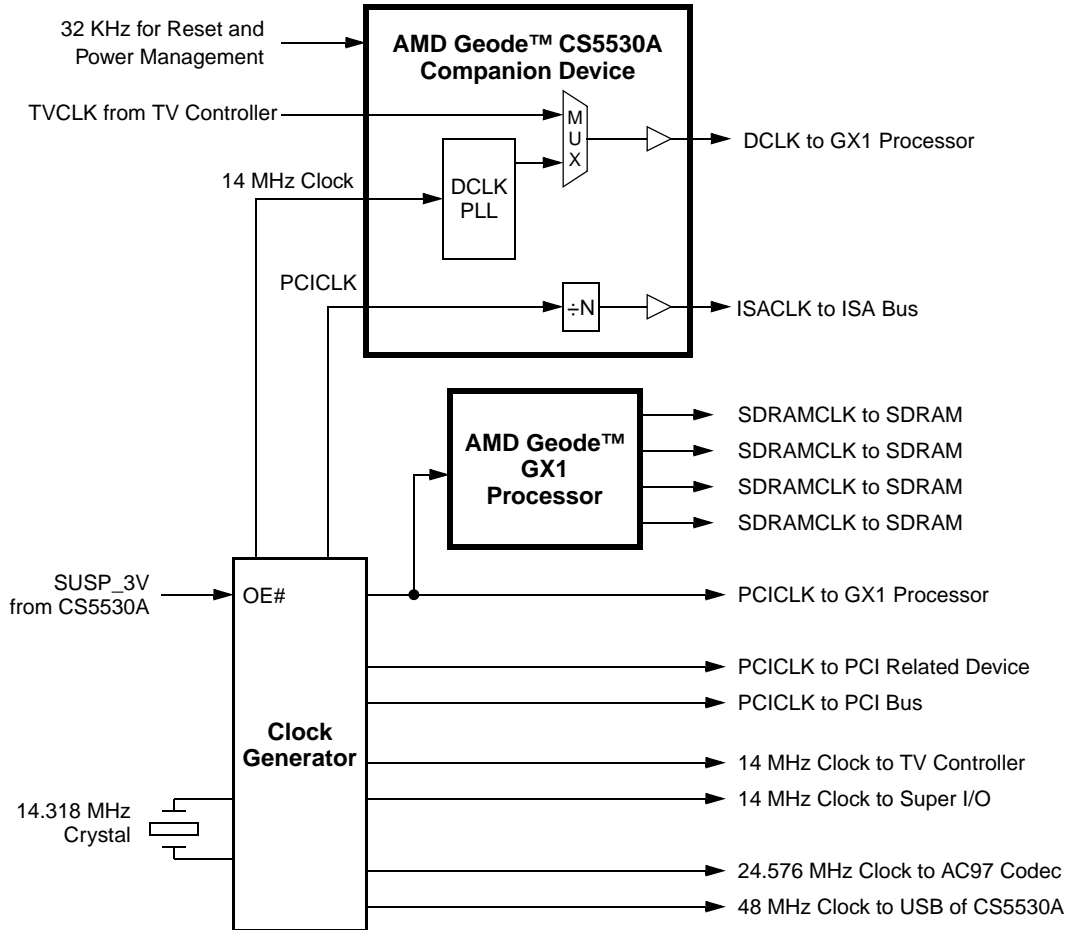 32 KHz for Reset and
Power Management
AMD Geode™ CS5530A
Companion Device
TVCLK from TV Controller
M
U
X
DCLK to GX1 Processor
14 MHz Clock
DCLK
PLL
PCICLK
÷N
ISACLK to ISA Bus
AMD Geode™
GX1
Processor
SDRAMCLK to SDRAM
SDRAMCLK to SDRAM
SDRAMCLK to SDRAM
SDRAMCLK to SDRAM
SUSP_3V
from CS5530A
OE#
PCICLK to GX1 Processor
PCICLK to PCI Related Device
PCICLK to PCI Bus
Clock
Generator
14 MHz Clock to TV Controller
14 MHz Clock to Super I/O
14.318 MHz
Crystal
24.576 MHz Clock to AC97 Codec
48 MHz Clock to USB of CS5530A